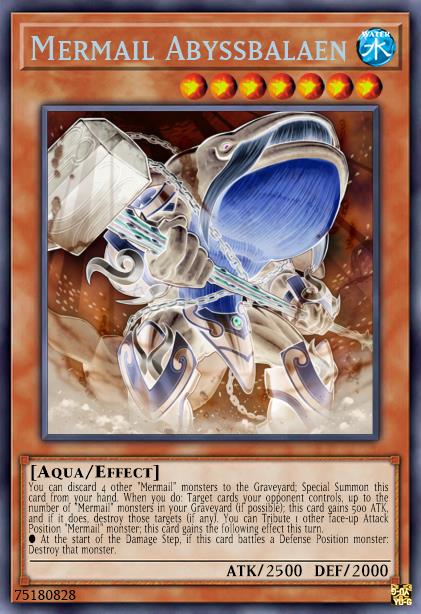 MERMAIL ABYSSBALAEN
WATER
水
[AQUA/EFFECT]
You can discard 4 other "Mermail" monsters to the Graveyard; Special Summon this
card from your hand. When you do: Target cards your opponent controls, up to the
number of "Mermail" monsters in your Graveyard (if possible); this card gains 500 ATK,
and if it does, destroy those targets (if any). You can Tribute 1 other face-up Attack
Position "Mermail" monster; this card gains the following effect this turn.
● At the start of the Damage Step, if this card battles a Defense Position monster:
Destroy that monster.
ATK/2500 DEF/2000
75180828